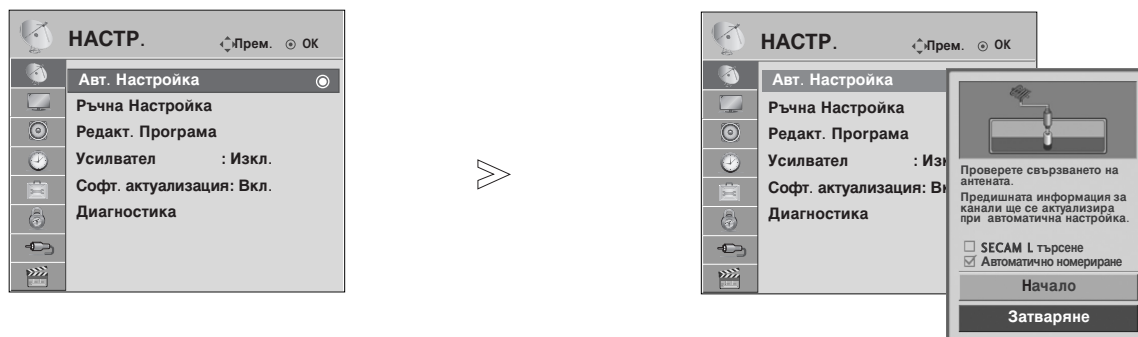 НАСТР.
Прем. OK
Авт. Настройка
Ръчна Настройка
Редакт. Програма
Усилвател : Изкл.
Софт. актуализация: Вкл.
Диагностика
НАСТР.
Прем. OK
Авт. Настройка
Ръчна Настройка
Редакт. Програма
Усилвател : Изк
Софт. актуализация: Вк
Диагностика
Проверете свързването на
антената.
Предишната информация за
канали ще се актуализира
при автоматична настройка.
SECAM L търсене
Автоматично номериране
Начало
Затваряне